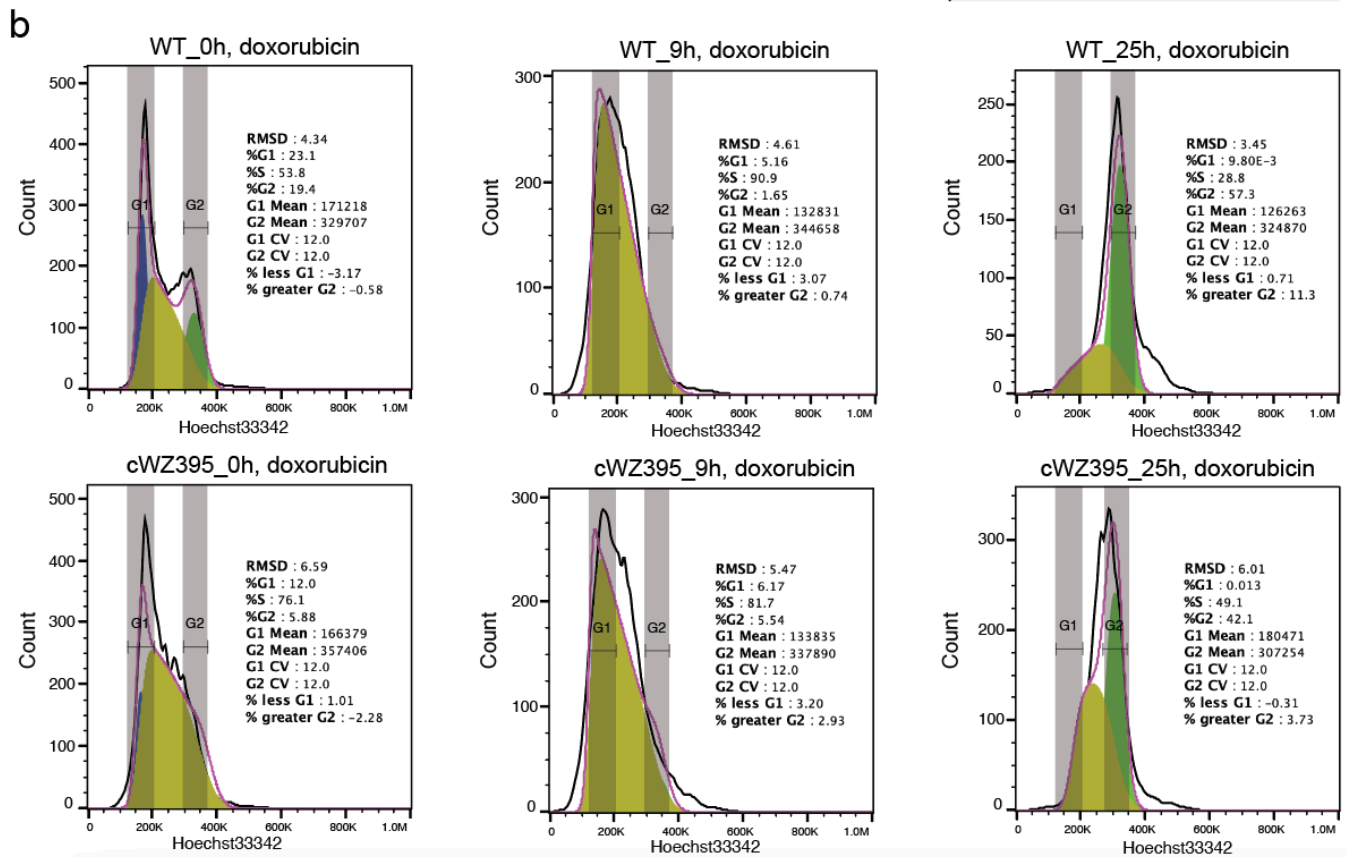 b
WT_0h, doxorubicin
Count
500
400
300
200
100
0
G1
G2
RMSD : 4.34
%G1 : 23.1
%S : 53.8
%G2 : 19.4
G1 Mean : 171218
G2 Mean : 329707
G1 CV : 12.0
G2 CV : 12.0
% less G1 : -3.17
% greater G2 : -0.58
0 200K 400K 600K 800K 1.0M
Hoechst33342
WT_9h, doxorubicin
Count
300
200
100
0
G1
G2
RMSD : 4.61
%G1 : 5.16
%S : 90.9
%G2 : 1.65
G1 Mean : 132831
G2 Mean : 344658
G1 CV : 12.0
G2 CV : 12.0
% less G1 : 3.07
% greater G2 : 0.74
0 200K 400K 600K 800K 1.0M
Hoechst33342
WT_25h, doxorubicin
Count
250
200
150
100
50
0
G1
G2
RMSD : 3.45
%G1 : 9.80E-3
%S : 28.8
%G2 : 57.3
G1 Mean : 126263
G2 Mean : 324870
G1 CV : 12.0
G2 CV : 12.0
% less G1 : 0.71
% greater G2 : 11.3
0 200K 400K 600K 800K 1.0M
Hoechst33342
cWZ395_0h, doxorubicin
Count
500
400
300
200
100
0
G1
G2
RMSD : 6.59
%G1 : 12.0
%S : 76.1
%G2 : 5.88
G1 Mean : 166379
G2 Mean : 357406
G1 CV : 12.0
G2 CV : 12.0
% less G1 : 1.01
% greater G2 : -2.28
0 200K 400K 600K 800K 1.0M
Hoechst33342
cWZ395_9h, doxorubicin
Count
300
200
100
0
G1
G2
RMSD : 5.47
%G1 : 6.17
%S : 81.7
%G2 : 5.54
G1 Mean : 133835
G2 Mean : 337890
G1 CV : 12.0
G2 CV : 12.0
% less G1 : 3.20
% greater G2 : 2.93
0 200K 400K 600K 800K 1.0M
Hoechst33342
cWZ395_25h, doxorubicin
Count
300
200
100
0
G1
G2
RMSD : 6.01
%G1 : 0.013
%S : 49.1
%G2 : 42.1
G1 Mean : 180471
G2 Mean : 307254
G1 CV : 12.0
G2 CV : 12.0
% less G1 : -0.31
% greater G2 : 3.73
0 200K 400K 600K 800K 1.0M
Hoechst33342